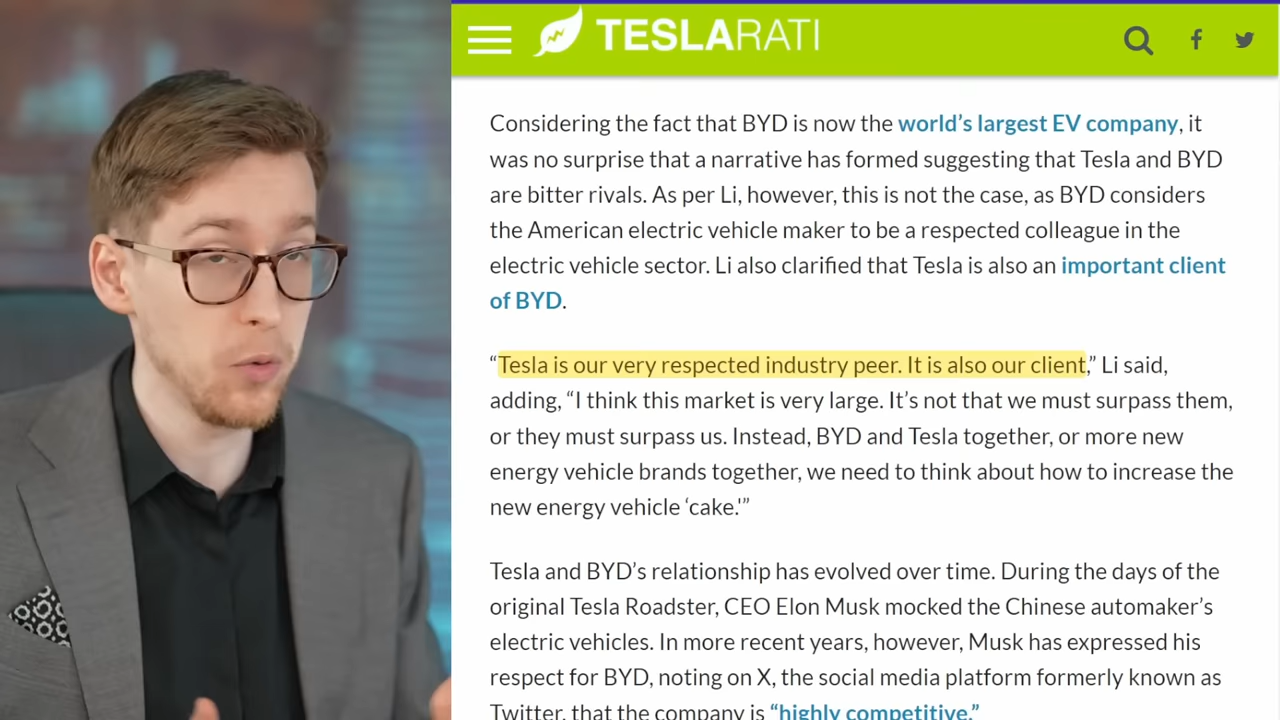 TESLARATI
Considering the fact that BYD is now the world’s largest EV company, it
was no surprise that a narrative has formed suggesting that Tesla and BYD
are bitter rivals. As per Li, however, this is not the case, as BYD considers
the American electric vehicle maker to be a respected colleague in the
electric vehicle sector. Li also clarified that Tesla is also an important client
of BYD.
“Tesla is our very respected industry peer. It is also our client,” Li said,
adding, “I think this market is very large. It’s not that we must surpass them,
or they must surpass us. Instead, BYD and Tesla together, or more new
energy vehicle brands together, we need to think about how to increase the
new energy vehicle ‘cake.'”
Tesla and BYD’s relationship has evolved over time. During the days of the
original Tesla Roadster, CEO Elon Musk mocked the Chinese automaker’s
electric vehicles. In more recent years, however, Musk has expressed his
respect for BYD, noting on X, the social media platform formerly known as
Twitter, that the company is “highly competitive.”